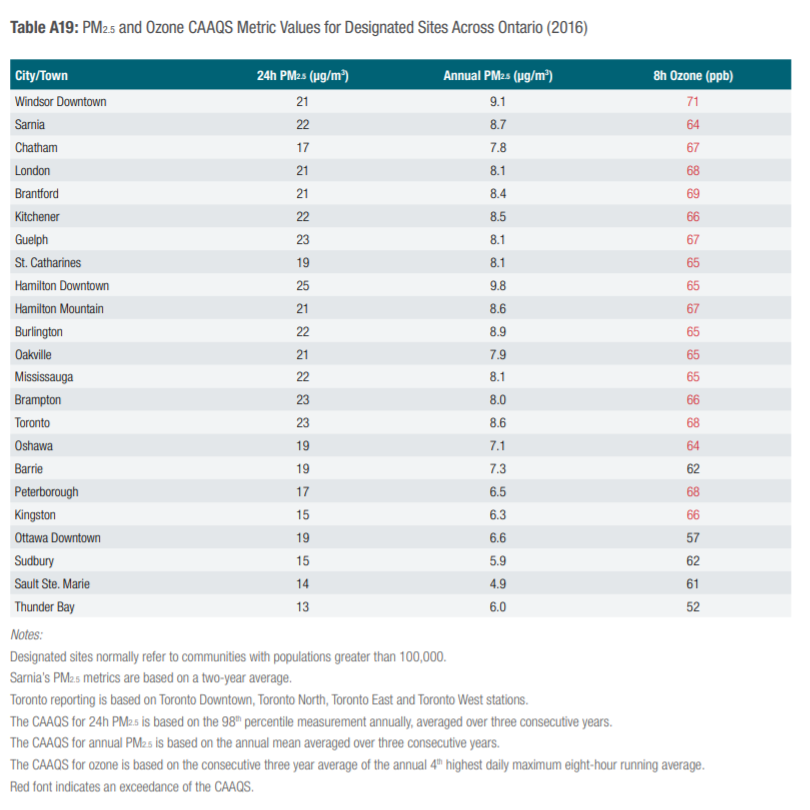 Table A19: PM2.5 and Ozone CAAQS Metric Values for Designated Sites Across Ontario (2016)
City/Town 24h PM2.5 (µg/m³) Annual PM2.5 (µg/m³) 8h Ozone (ppb)
Windsor Downtown 21 9.1 71
Sarnia 22 8.7 64
Chatham 17 7.8 67
London 21 8.1 68
Brantford 21 8.4 69
Kitchener 22 8.5 66
Guelph 23 8.1 67
St. Catharines 19 8.1 65
Hamilton Downtown 25 9.8 65
Hamilton Mountain 21 8.6 67
Burlington 22 8.9 65
Oakville 21 7.9 65
Mississauga 22 8.1 65
Brampton 23 8.0 66
Toronto 23 8.6 68
Oshawa 19 7.1 64
Barrie 19 7.3 62
Peterborough 17 6.5 68
Kingston 15 6.3 66
Ottawa Downtown 19 6.6 57
Sudbury 15 5.9 62
Sault Ste. Marie 14 4.9 61
Thunder Bay 13 6.0 52
Notes:
Designated sites normally refer to communities with populations greater than 100,000.
Sarnia's PM2.5 metrics are based on a two-year average.
Toronto reporting is based on Toronto Downtown, Toronto North, Toronto East and Toronto West stations.
The CAAQS for 24h PM2.5 is based on the 98th percentile measurement annually, averaged over three consecutive years.
The CAAQS for annual PM2.5 is based on the annual mean averaged over three consecutive years.
The CAAQS for ozone is based on the consecutive three year average of the annual 4th highest daily maximum eight-hour running average.
Red font indicates an exceedance of the CAAQS.